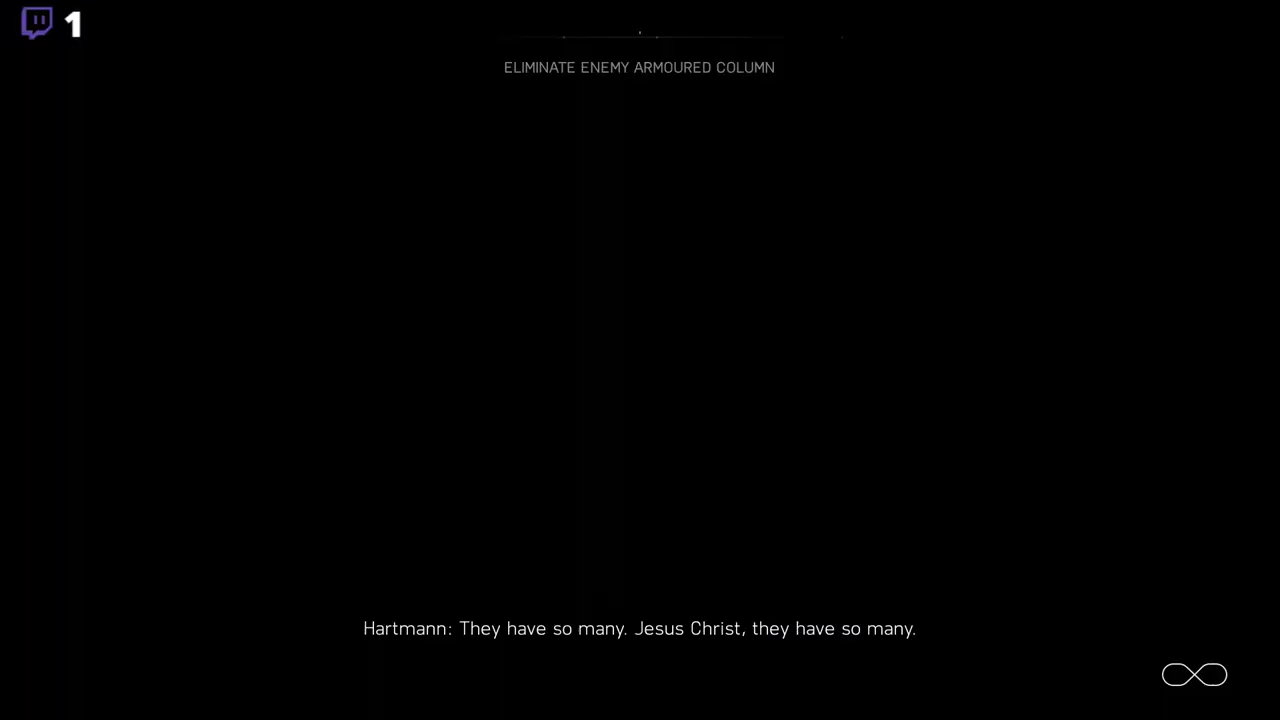 1
ELIMINATE ENEMY ARMOURED COLUMN
Hartmann: They have so many. Jesus Christ, they have so many.